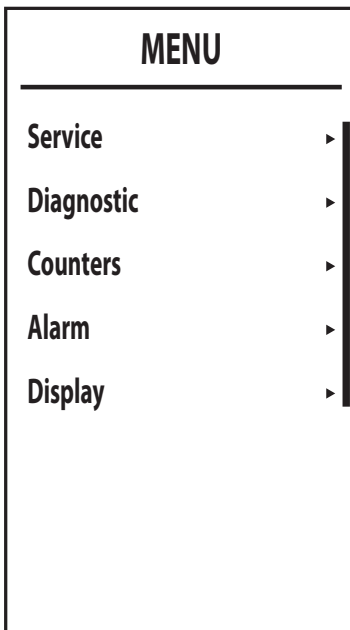 MENU
Service
Diagnostic
Counters
Alarm
Display